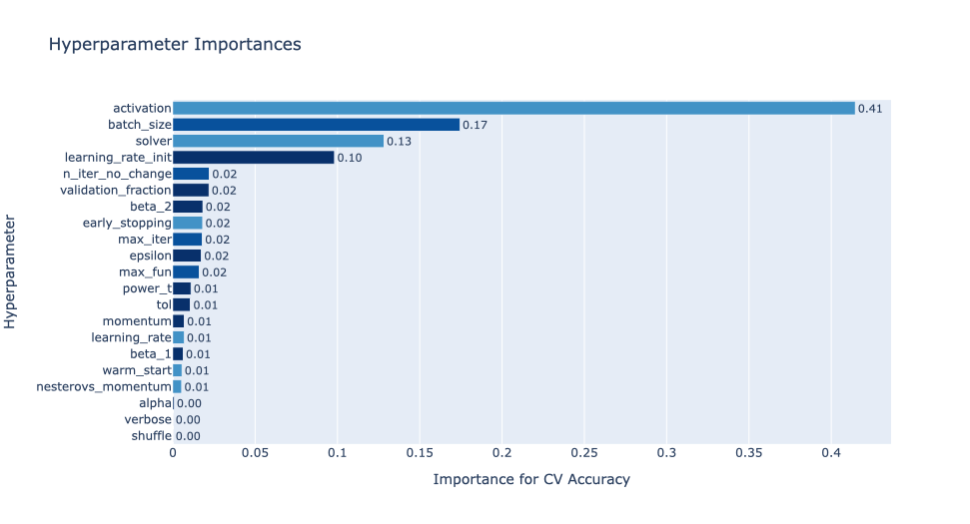 Hyperparameter Importances
Hyperparameter
activation 0.41
batch_size 0.17
solver 0.13
learning_rate_init 0.10
n_iter_no_change 0.02
validation_fraction 0.02
beta_2 0.02
early_stopping 0.02
max_iter 0.02
epsilon 0.02
max_fun 0.02
power_t 0.01
tol 0.01
momentum 0.01
learning_rate 0.01
beta_1 0.01
warm_start 0.01
nesterovs_momentum 0.01
alpha 0.00
verbose 0.00
shuffle 0.00
0 0.05 0.1 0.15 0.2 0.25 0.3 0.35 0.4
Importance for CV Accuracy